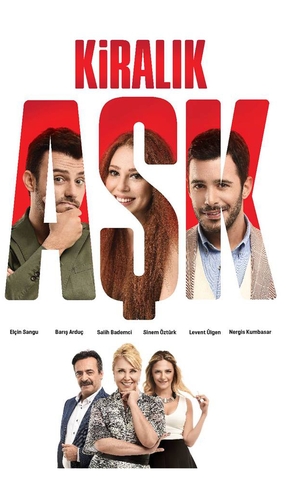 KİRALIK
AŞK
Elçin Sangu Barış Arduç Salih Bademci Sinem Öztürk Levent Ülgen Nergis Kumbasar